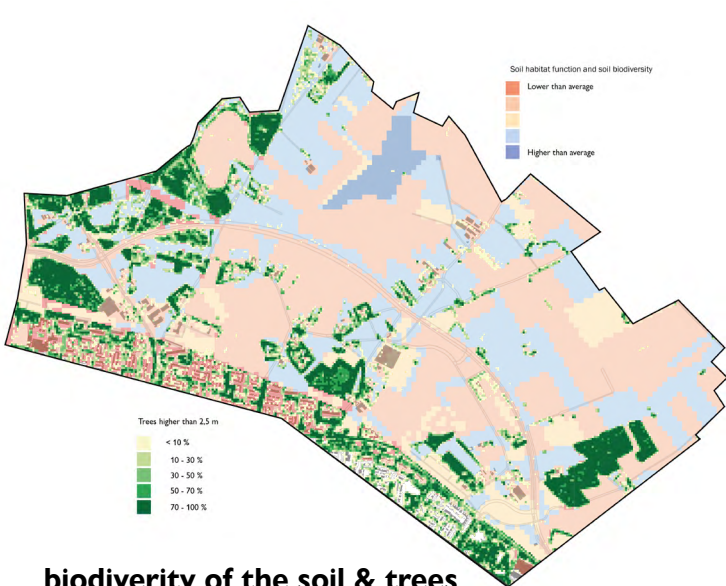 Soil habitat function and soil biodiversity
Lower than average
Higher than average
Trees higher than 2,5 m
< 10 %
10 - 30 %
30 - 50 %
50 - 70 %
70 - 100 %
biodiverity of the soil & trees